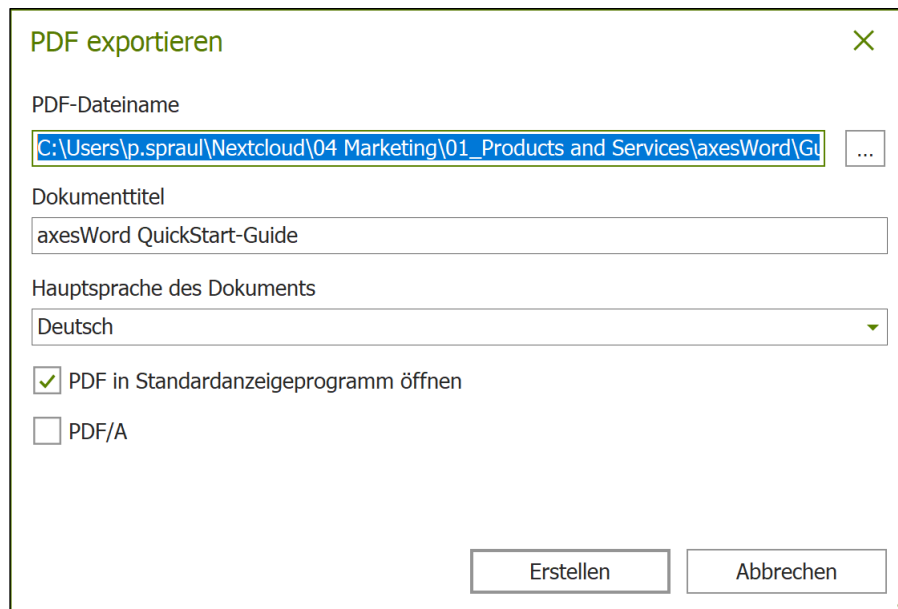 PDF exportieren
PDF-Dateiname
C:\Users\p.spraul\Nextcloud\04 Marketing\01_Products and Services\axesWord\Gu
...
Dokumenttitel
axesWord QuickStart-Guide
Hauptsprache des Dokuments
Deutsch
PDF in Standardanzeigeprogramm öffnen
PDF/A
Erstellen Abbrechen